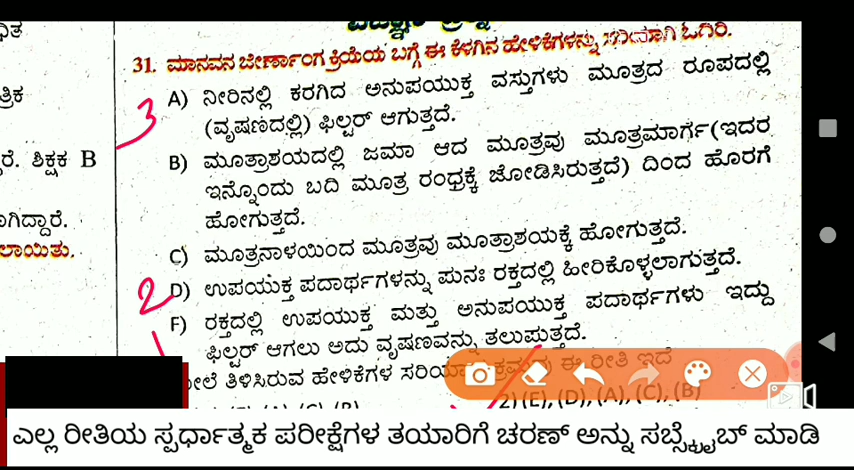 31. ಮಾನವನ ಜೀರ್ಣಾಂಗ ಕ್ರಿಯೆಯ ಬಗ್ಗೆ ಈ ಕೆಳಗಿನ ಹೇಳಿಕೆಗಳನ್ನು ಓದಿರಿ.
A) ನೀರಿನಲ್ಲಿ ಕರಗಿದ ಅನುಪಯುಕ್ತ ವಸ್ತುಗಳು ಮೂತ್ರದ ರೂಪದಲ್ಲಿ
(ವೃಷಣದಲ್ಲಿ) ಫಿಲ್ಟರ್ ಆಗುತ್ತದೆ.
3
B) ಮೂತ್ರಾಶಯದಲ್ಲಿ ಜಮಾ ಆದ ಮೂತ್ರವು ಮೂತ್ರಮಾರ್ಗ(ಇದರ
ಇನ್ನೊಂದು ಬದಿ ಮೂತ್ರ ರಂಧ್ರಕ್ಕೆ ಜೋಡಿಸಿರುತ್ತದೆ) ದಿಂದ ಹೊರಗೆ
ಹೋಗುತ್ತದೆ.
C) ಮೂತ್ರನಾಳಯಿಂದ ಮೂತ್ರವು ಮೂತ್ರಾಶಯಕ್ಕೆ ಹೋಗುತ್ತದೆ.
2
D) ಉಪಯುಕ್ತ ಪದಾರ್ಥಗಳನ್ನು ಪುನಃ ರಕ್ತದಲ್ಲಿ ಹೀರಿಕೊಳ್ಳಲಾಗುತ್ತದೆ.
F) ರಕ್ತದಲ್ಲಿ ಉಪಯುಕ್ತ ಮತ್ತು ಅನುಪಯುಕ್ತ ಪದಾರ್ಥಗಳು ಇದ್ದು
ಫಿಲ್ಟರ್ ಆಗಲು ಅದು ವೃಷಣವನ್ನು ತಲುಪುತ್ತದೆ.
ತಿಳಿಸಿರುವ ಹೇಳಿಕೆಗಳ ಈ ರೀತಿ ಇದೆ
2) (E), (D), (A), (C), (B)
ರೆ. ಶಿಕ್ಷಕ B
ಎಲ್ಲ ರೀತಿಯ ಸ್ಪರ್ಧಾತ್ಮಕ ಪರೀಕ್ಷೆಗಳ ತಯಾರಿಗೆ ಚರಣ್ ಅನ್ನು ಸಬ್ಸ್ಕ್ರೈಬ್ ಮಾಡಿ